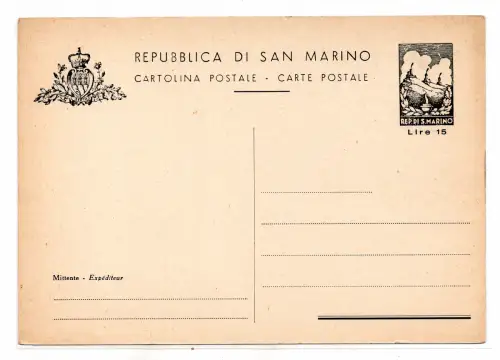 REPUBBLICA DI SAN MARINO
CARTOLINA POSTALE - CARTE POSTALE
REP. DI S. MARINO
Lire 15
Mittente - Expéditeur